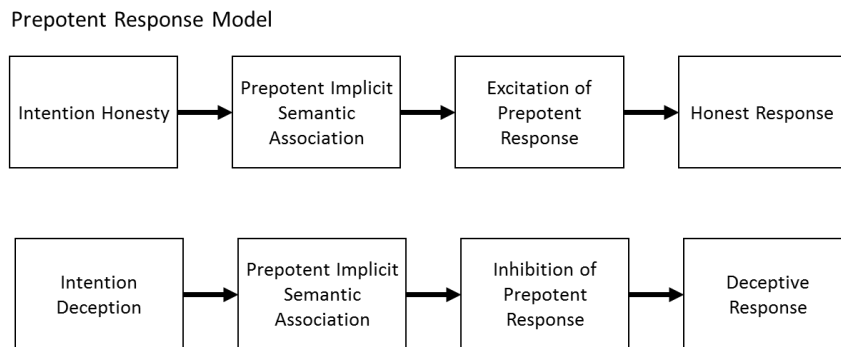 Prepotent Response Model
Intention Honesty
Prepotent Implicit
Semantic
Association
Excitation of
Prepotent
Response
Honest Response
Intention
Deception
Prepotent Implicit
Semantic
Association
Inhibition of
Prepotent
Response
Deceptive
Response